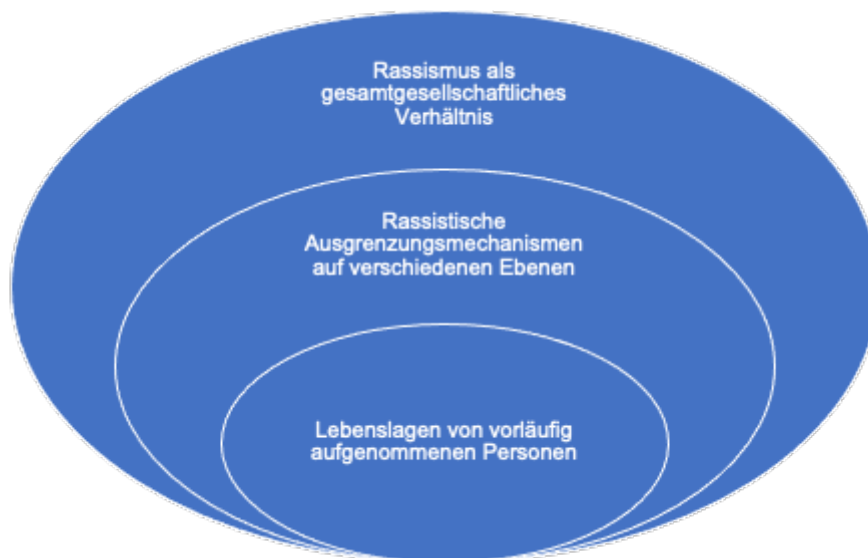 Rassismus als
gesamtgesellschaftliches
Verhältnis
Rassistische
Ausgrenzungsmechanismen
auf verschiedenen Ebenen
Lebenslagen von vorläufig
aufgenommenen Personen